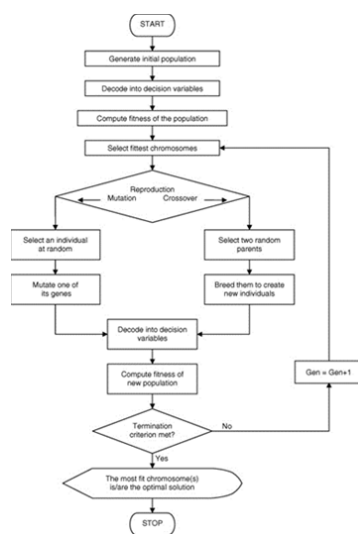 START
Generate initial population
Decode into decision variables
Compute fitness of the population
Select fittest chromosomes
Reproduction
Mutation Crossover
Select an individual
at random
Select two random
parents
Mutate one of
its genes
Breed them to create
new individuals
Decode into decision
variables
Compute fitness of
new population
Gen = Gen+1
Termination
criterion met?
No
Yes
The most fit chromosome(s)
is/are the optimal solution
STOP